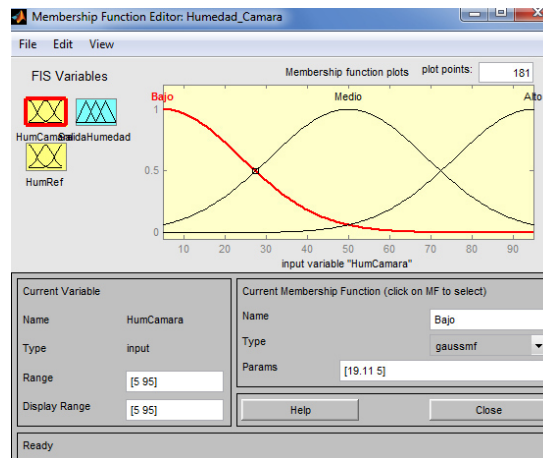 Membership Function Editor: Humedad_Camara
File Edit View
FIS Variables
Membership function plots plot points: 181
HumCamara SalidaHumedad
HumRef
Bajo Medio Alto
1
0.5
0
10 20 30 40 50 60 70 80 90
input variable "HumCamara"
Current Variable
Name HumCamara
Type input
Range [5 95]
Display Range [5 95]
Current Membership Function (click on MF to select)
Name Bajo
Type gaussmf
Params [19.11 5]
Help Close
Ready